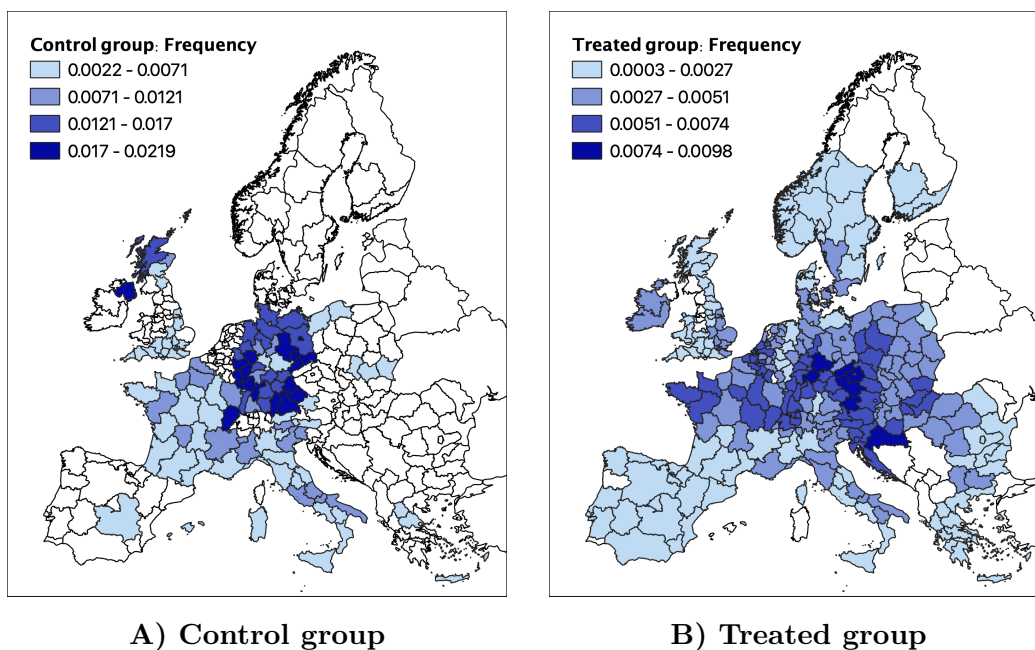 Control group: Frequency
0.0022 - 0.0071
0.0071 - 0.0121
0.0121 - 0.017
0.017 - 0.0219
Treated group: Frequency
0.0003 - 0.0027
0.0027 - 0.0051
0.0051 - 0.0074
0.0074 - 0.0098
A) Control group
B) Treated group